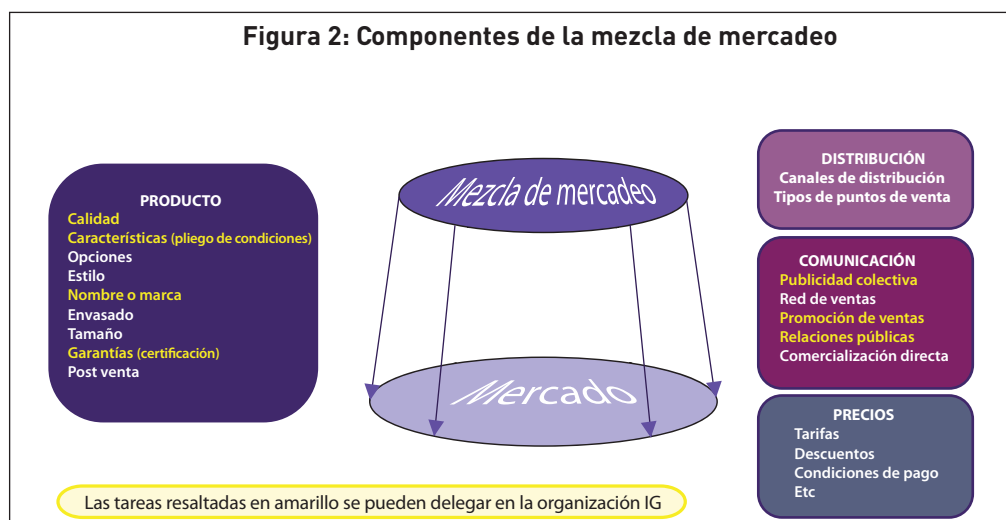 Figura 2: Componentes de la mezcla de mercadeo
PRODUCTO
Calidad
Características (pliego de condiciones)
Opciones
Estilo
Nombre o marca
Envasado
Tamaño
Garantías (certificación)
Post venta
Mezcla de mercadeo
Mercado
DISTRIBUCIÓN
Canales de distribución
Tipos de puntos de venta
COMUNICACIÓN
Publicidad colectiva
Red de ventas
Promoción de ventas
Relaciones públicas
Comercialización directa
PRECIOS
Tarifas
Descuentos
Condiciones de pago
Etc
Las tareas resaltadas en amarillo se pueden delegar en la organización IG